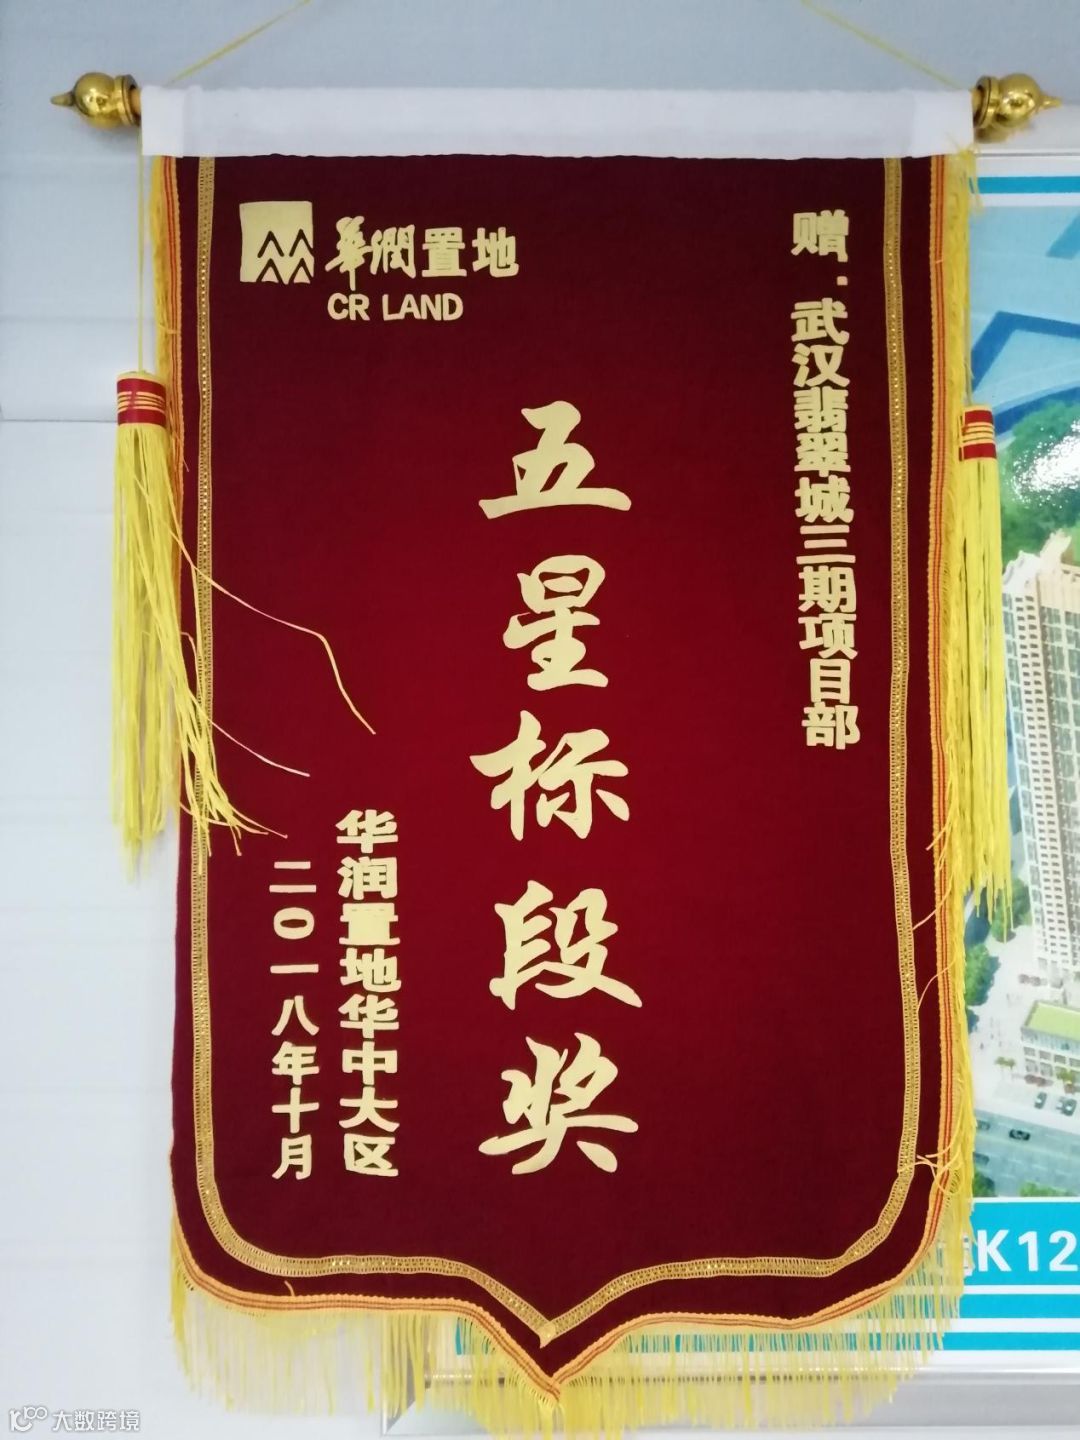 華潤置地
CR LAND
赠：武汉翡翠城三期项目部
五星标段奖
华润置地华中大区
二〇一八年十月
K12
大数跨境